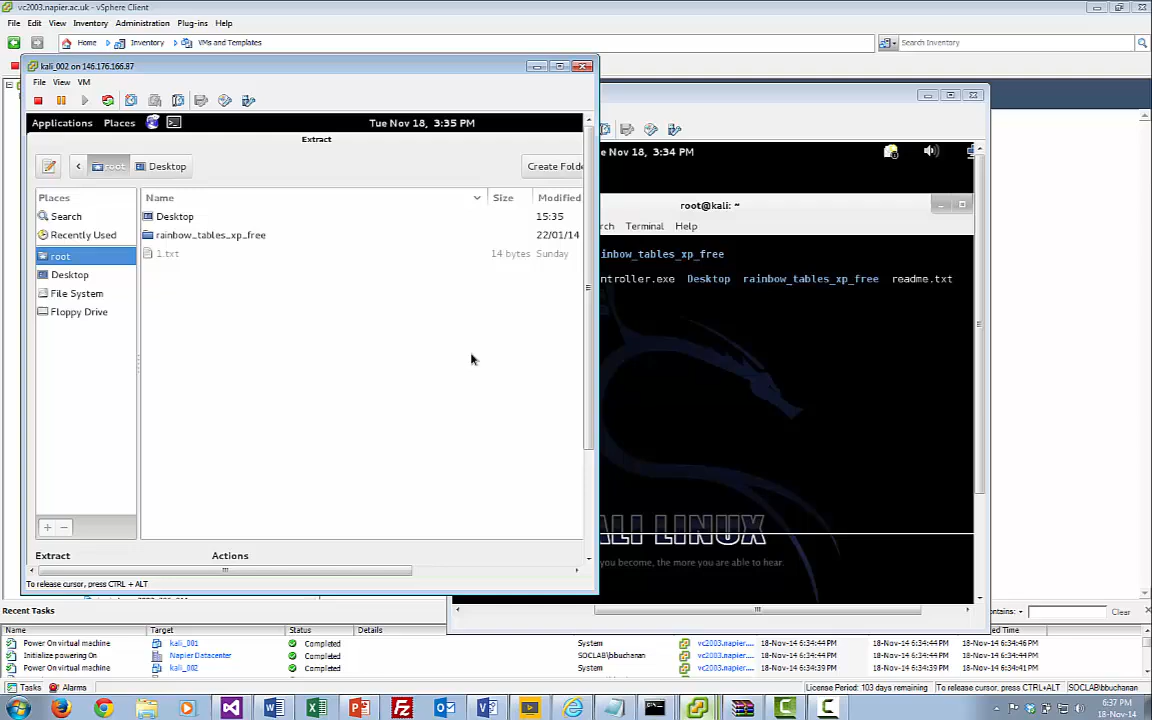 vc2003.napier.ac.uk - vSphere Client
File Edit View Inventory Administration Plug-ins Help
Home Inventory VMs and Templates Search Inventory
kali_002 on 146.176.166.87
File View VM
Applications Places Tue Nov 18, 3:35 PM
Extract
root Desktop Create Folde
Places Name Size Modified
Search Desktop 15:35
Recently Used rainbow_tables_xp_free 22/01/14
root 1.txt 14 bytes Sunday
Desktop
File System
Floppy Drive
Extract Actions
To release cursor, press CTRL + ALT
e Nov 18, 3:34 PM
root@kali: ~
rch Terminal Help
inbow_tables_xp_free
ntroller.exe Desktop rainbow_tables_xp_free readme.txt
ALI LINUX
you become, the more you are able to hear.
Recent Tasks
ontains: Clear
Name Target Status Details ed Time
Power On virtual machine kali_001 Completed System vc2003.napier.... 18-Nov-14 6:34:44 PM 18-Nov-14 6:34:44 PM 18-Nov-14 6:34:46 PM
Initialize powering On Napier Datacenter Completed SOCLAB\bbuchanan vc2003.napier.... 18-Nov-14 6:34:44 PM 18-Nov-14 6:34:44 PM 18-Nov-14 6:34:44 PM
Power On virtual machine kali_002 Completed System vc2003.napier.... 18-Nov-14 6:34:39 PM 18-Nov-14 6:34:39 PM 18-Nov-14 6:34:41 PM
Tasks Alarms License Period: 103 days remaining To release cursor, press CTRL+ALT SOCLAB\bbuchanan
6:37 PM
18-Nov-14